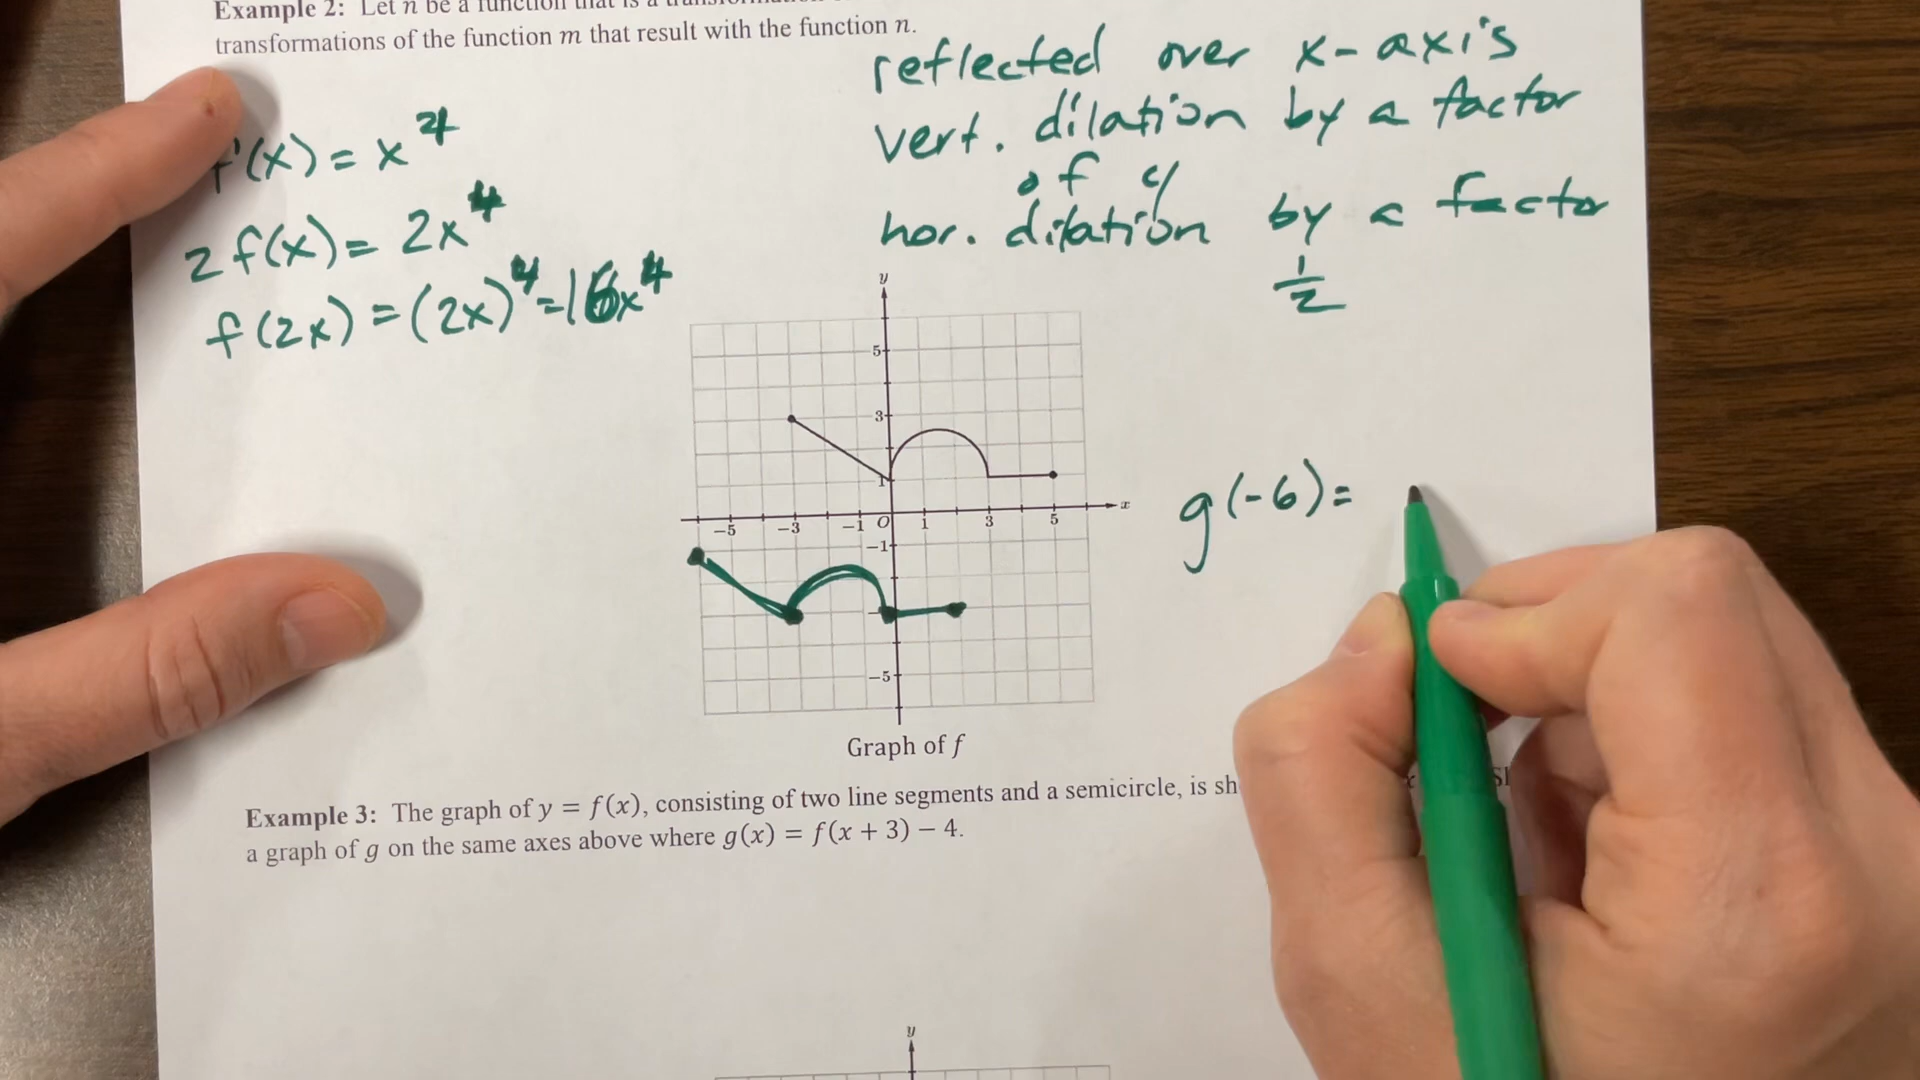 Example 2: Let n be a function that is a
transformations of the function m that result with the function n.
reflected over x-axis
vert. dilation by a factor
of 4
hor. dilation by a factor
1/2
f(x) = x^4
2f(x) = 2x^4
f(2x) = (2x)^4 = 16x^4
y
5
3
1
-5 -3 -1 O 1 3 5 x
-1
-5
g(-6) =
Graph of f
Example 3: The graph of y = f(x), consisting of two line segments and a semicircle, is
a graph of g on the same axes above where g(x) = f(x + 3) − 4.
y